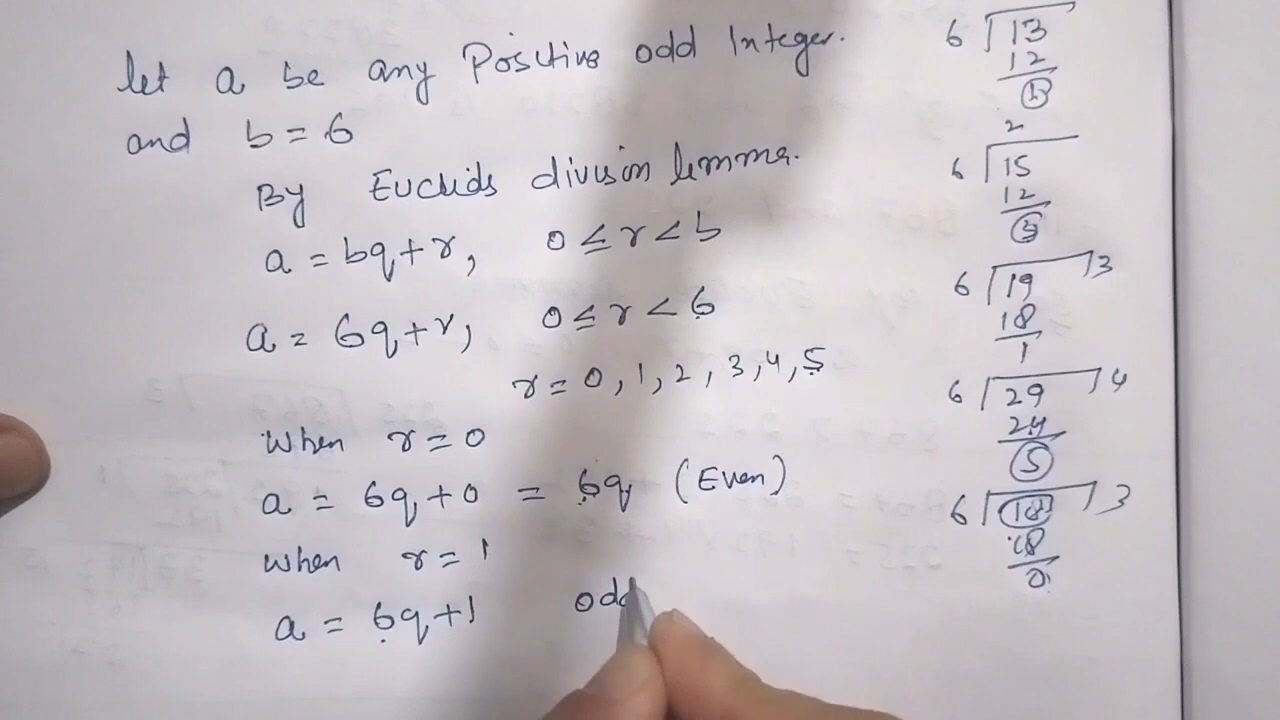 let a be any Positive odd Integer.
and b = 6
By Euclids division lemma.
a = bq + r, 0 ≤ r < b
a = 6q + r, 0 ≤ r < 6
r = 0, 1, 2, 3, 4, 5
When r = 0
a = 6q + 0 = 6q (Even)
When r = 1
a = 6q + 1 odd
6 13
12
1
2
6 15
12
3
6 19 3
18
1
6 29 4
24
5
6 18 3
18
0